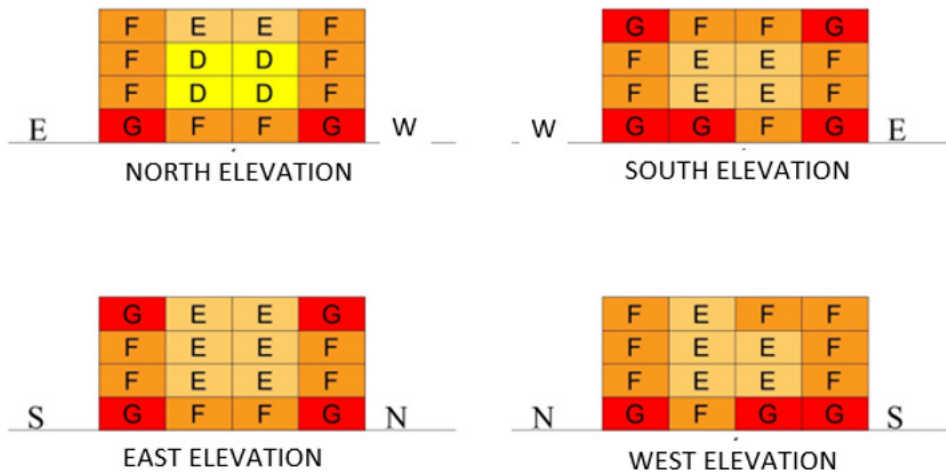 F E E F
F D D F
F D D F
E G F F G W
NORTH ELEVATION
G F F G
F E E F
F E E F
W G G F G E
SOUTH ELEVATION
G E E G
F E E F
F E E F
S G F F G N
EAST ELEVATION
F E F F
F E E F
F E E F
N G F G G S
WEST ELEVATION